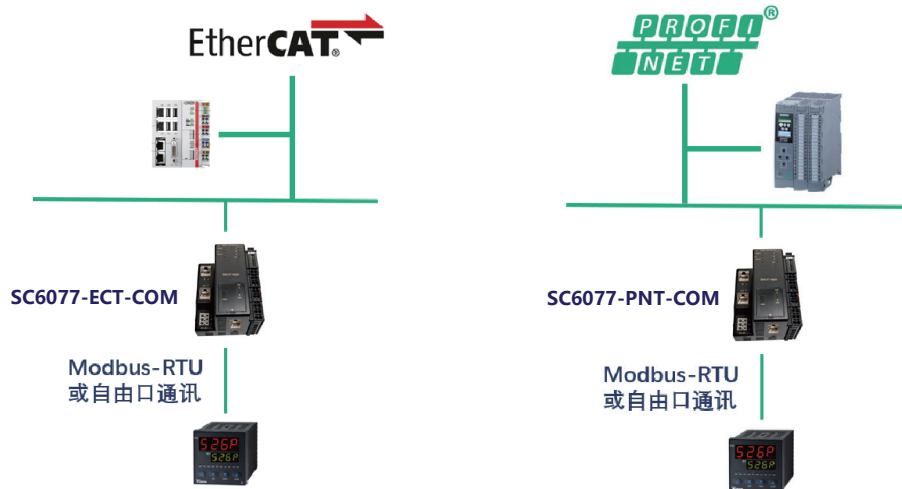 EtherCAT®
PROFI®
NET
SC6077-ECT-COM
SC6077-PNT-COM
Modbus-RTU
或自由口通讯
Modbus-RTU
或自由口通讯
526P
526P
526P
526P